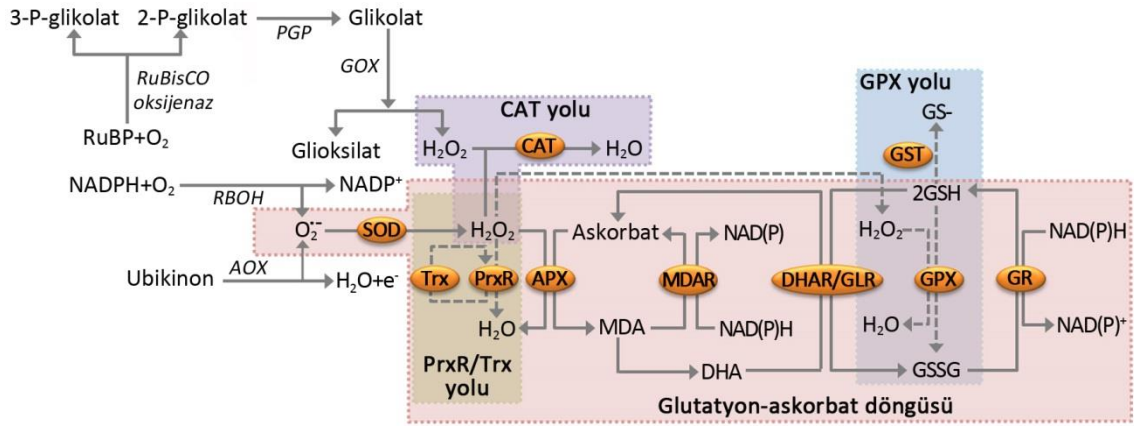 3-P-glikolat 2-P-glikolat PGP Glikolat
GOX
RuBisCO
oksijenaz
RuBP+O₂
GPX yolu
CAT yolu
GS-
H₂O₂ CAT H₂O
GST
Glioksilat
NADPH+O₂ RBOH NADP⁺
2GSH
O₂˙⁻ SOD H₂O₂ Askorbat NAD(P) H₂O₂ NAD(P)H
Ubikinon AOX H₂O+e⁻ Trx PrxR APX MDAR DHAR/GLR GPX GR
H₂O MDA NAD(P)H H₂O NAD(P)⁺
PrxR/Trx
yolu
DHA GSSG
Glutatyon-askorbat döngüsü